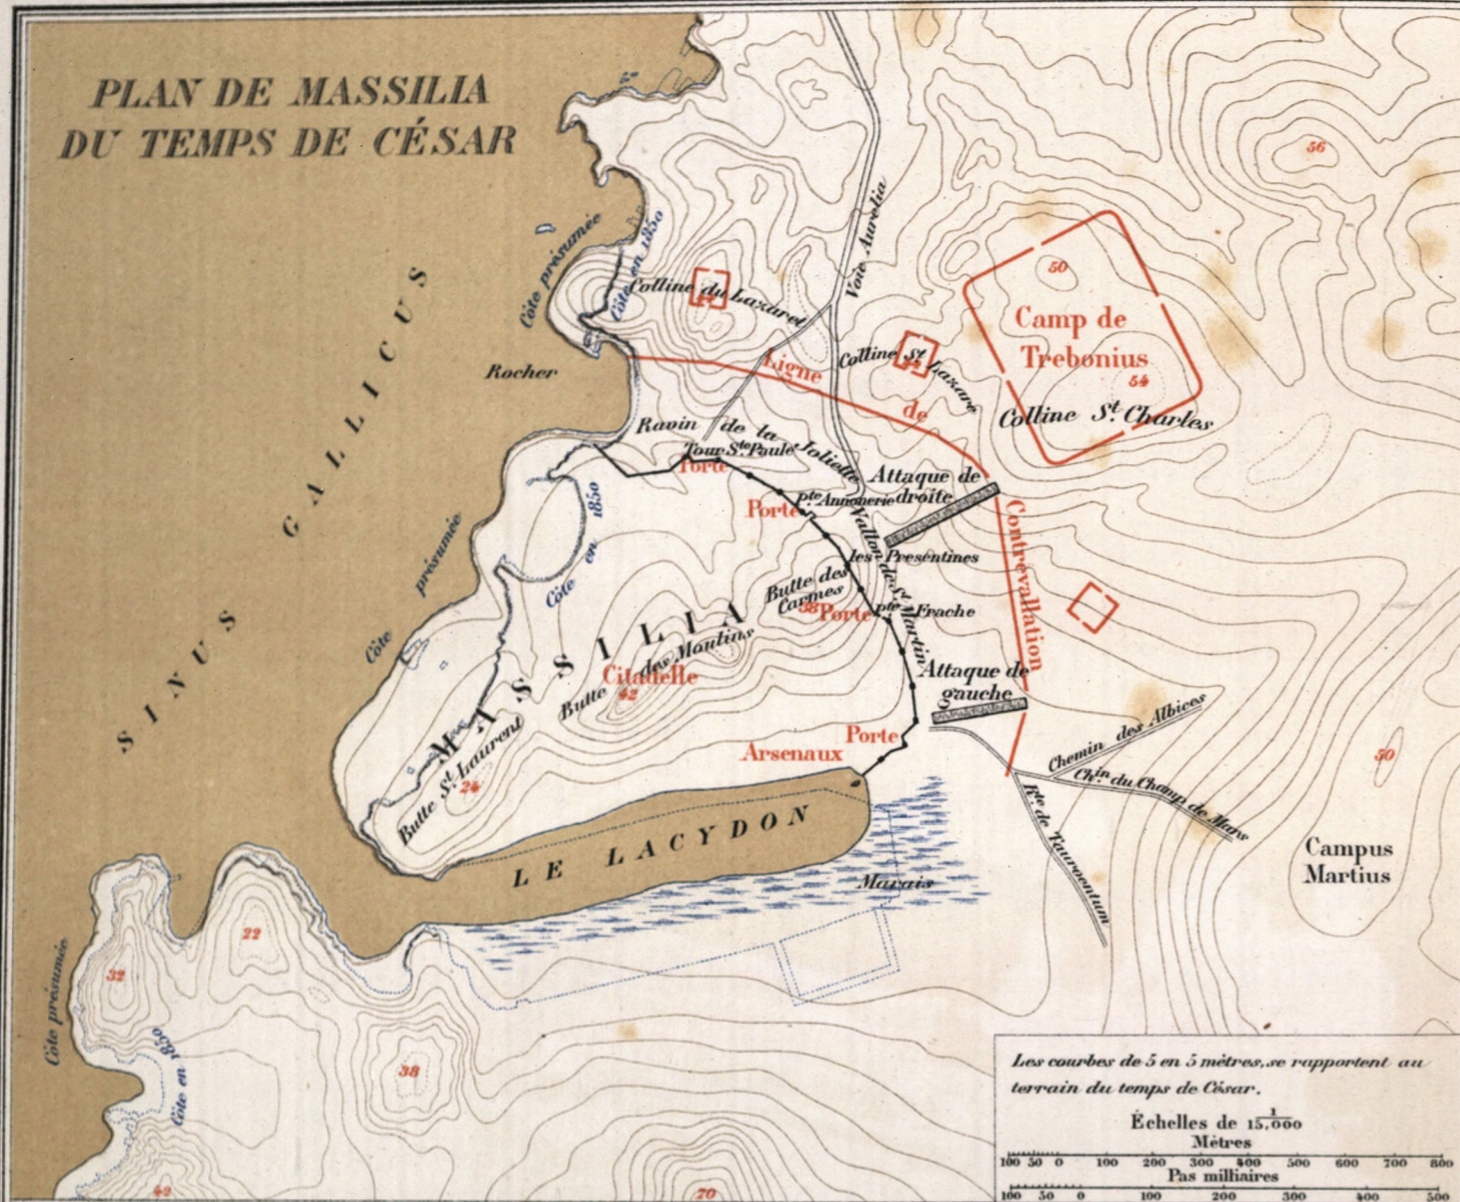 PLAN DE MASSILIA
DU TEMPS DE CÉSAR
SINUS GALLICUS
Côte présumée
Côte en 1850
Rocher
Colline du Lazaret
Voie Aurélia
Colline St. Lazare
50
Camp de
Trebonius
54
Colline St. Charles
56
Ligne
de
Contrevallation
Ravin de la Joliette
Tour Ste. Paule
Porte
Pte. Annonerie
Porte
Attaque de
droite
Vallon de St. Martin
les Présentines
Butte des
Carmes
38
Porte
Pte. Frache
Côte présumée
Côte en 1850
MASSILIA
Citadelle
42
Butte des Moulins
Butte St. Laurent
24
Attaque de
gauche
Porte
Arsenaux
LE LACYDON
Marais
Chemin des Albices
Chin. du Champ de Mars
Rte. de Tauroentum
50
Campus
Martius
Côte présumée
Côte en 1850
32
22
38
42
70
Les courbes de 5 en 5 mètres, se rapportent au
terrain du temps de César.
Échelles de 1/15.000
Mètres
100 50 0 100 200 300 400 500 600 700 800
Pas milliaires
100 50 0 100 200 300 400 500